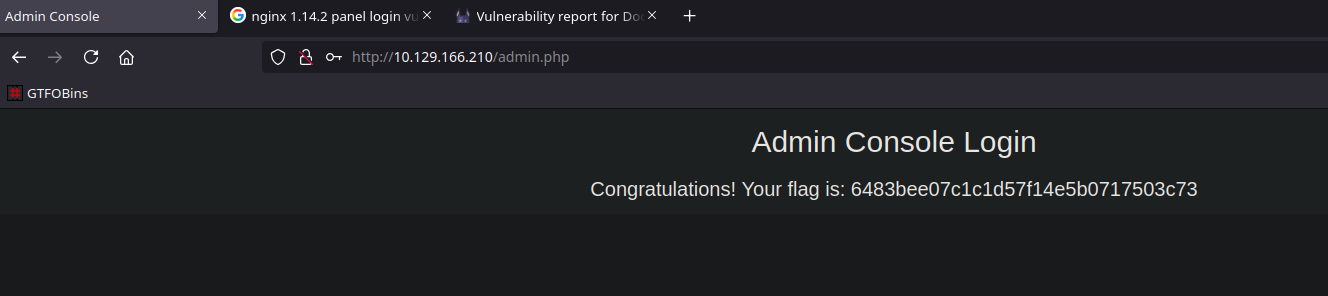 Admin Console
nginx 1.14.2 panel login vu
Vulnerability report for Do
http://10.129.166.210/admin.php
GTFOBins
Admin Console Login
Congratulations! Your flag is: 6483bee07c1c1d57f14e5b0717503c73